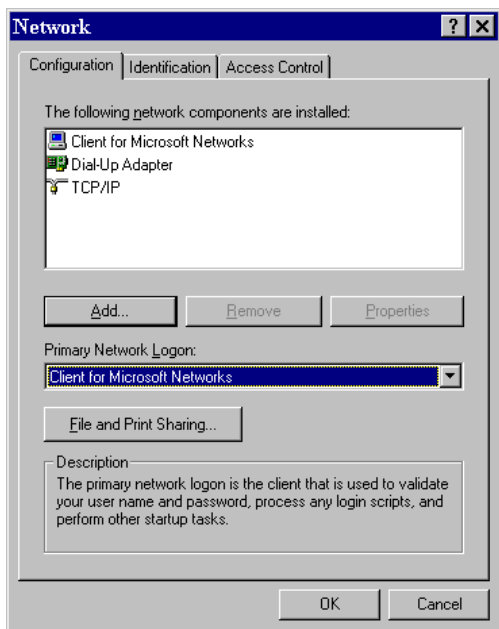 Network
Configuration Identification Access Control
The following network components are installed:
Client for Microsoft Networks
Dial-Up Adapter
TCP/IP
Add... Remove Properties
Primary Network Logon:
Client for Microsoft Networks
File and Print Sharing...
Description
The primary network logon is the client that is used to validate
your user name and password, process any login scripts, and
perform other startup tasks.
OK Cancel